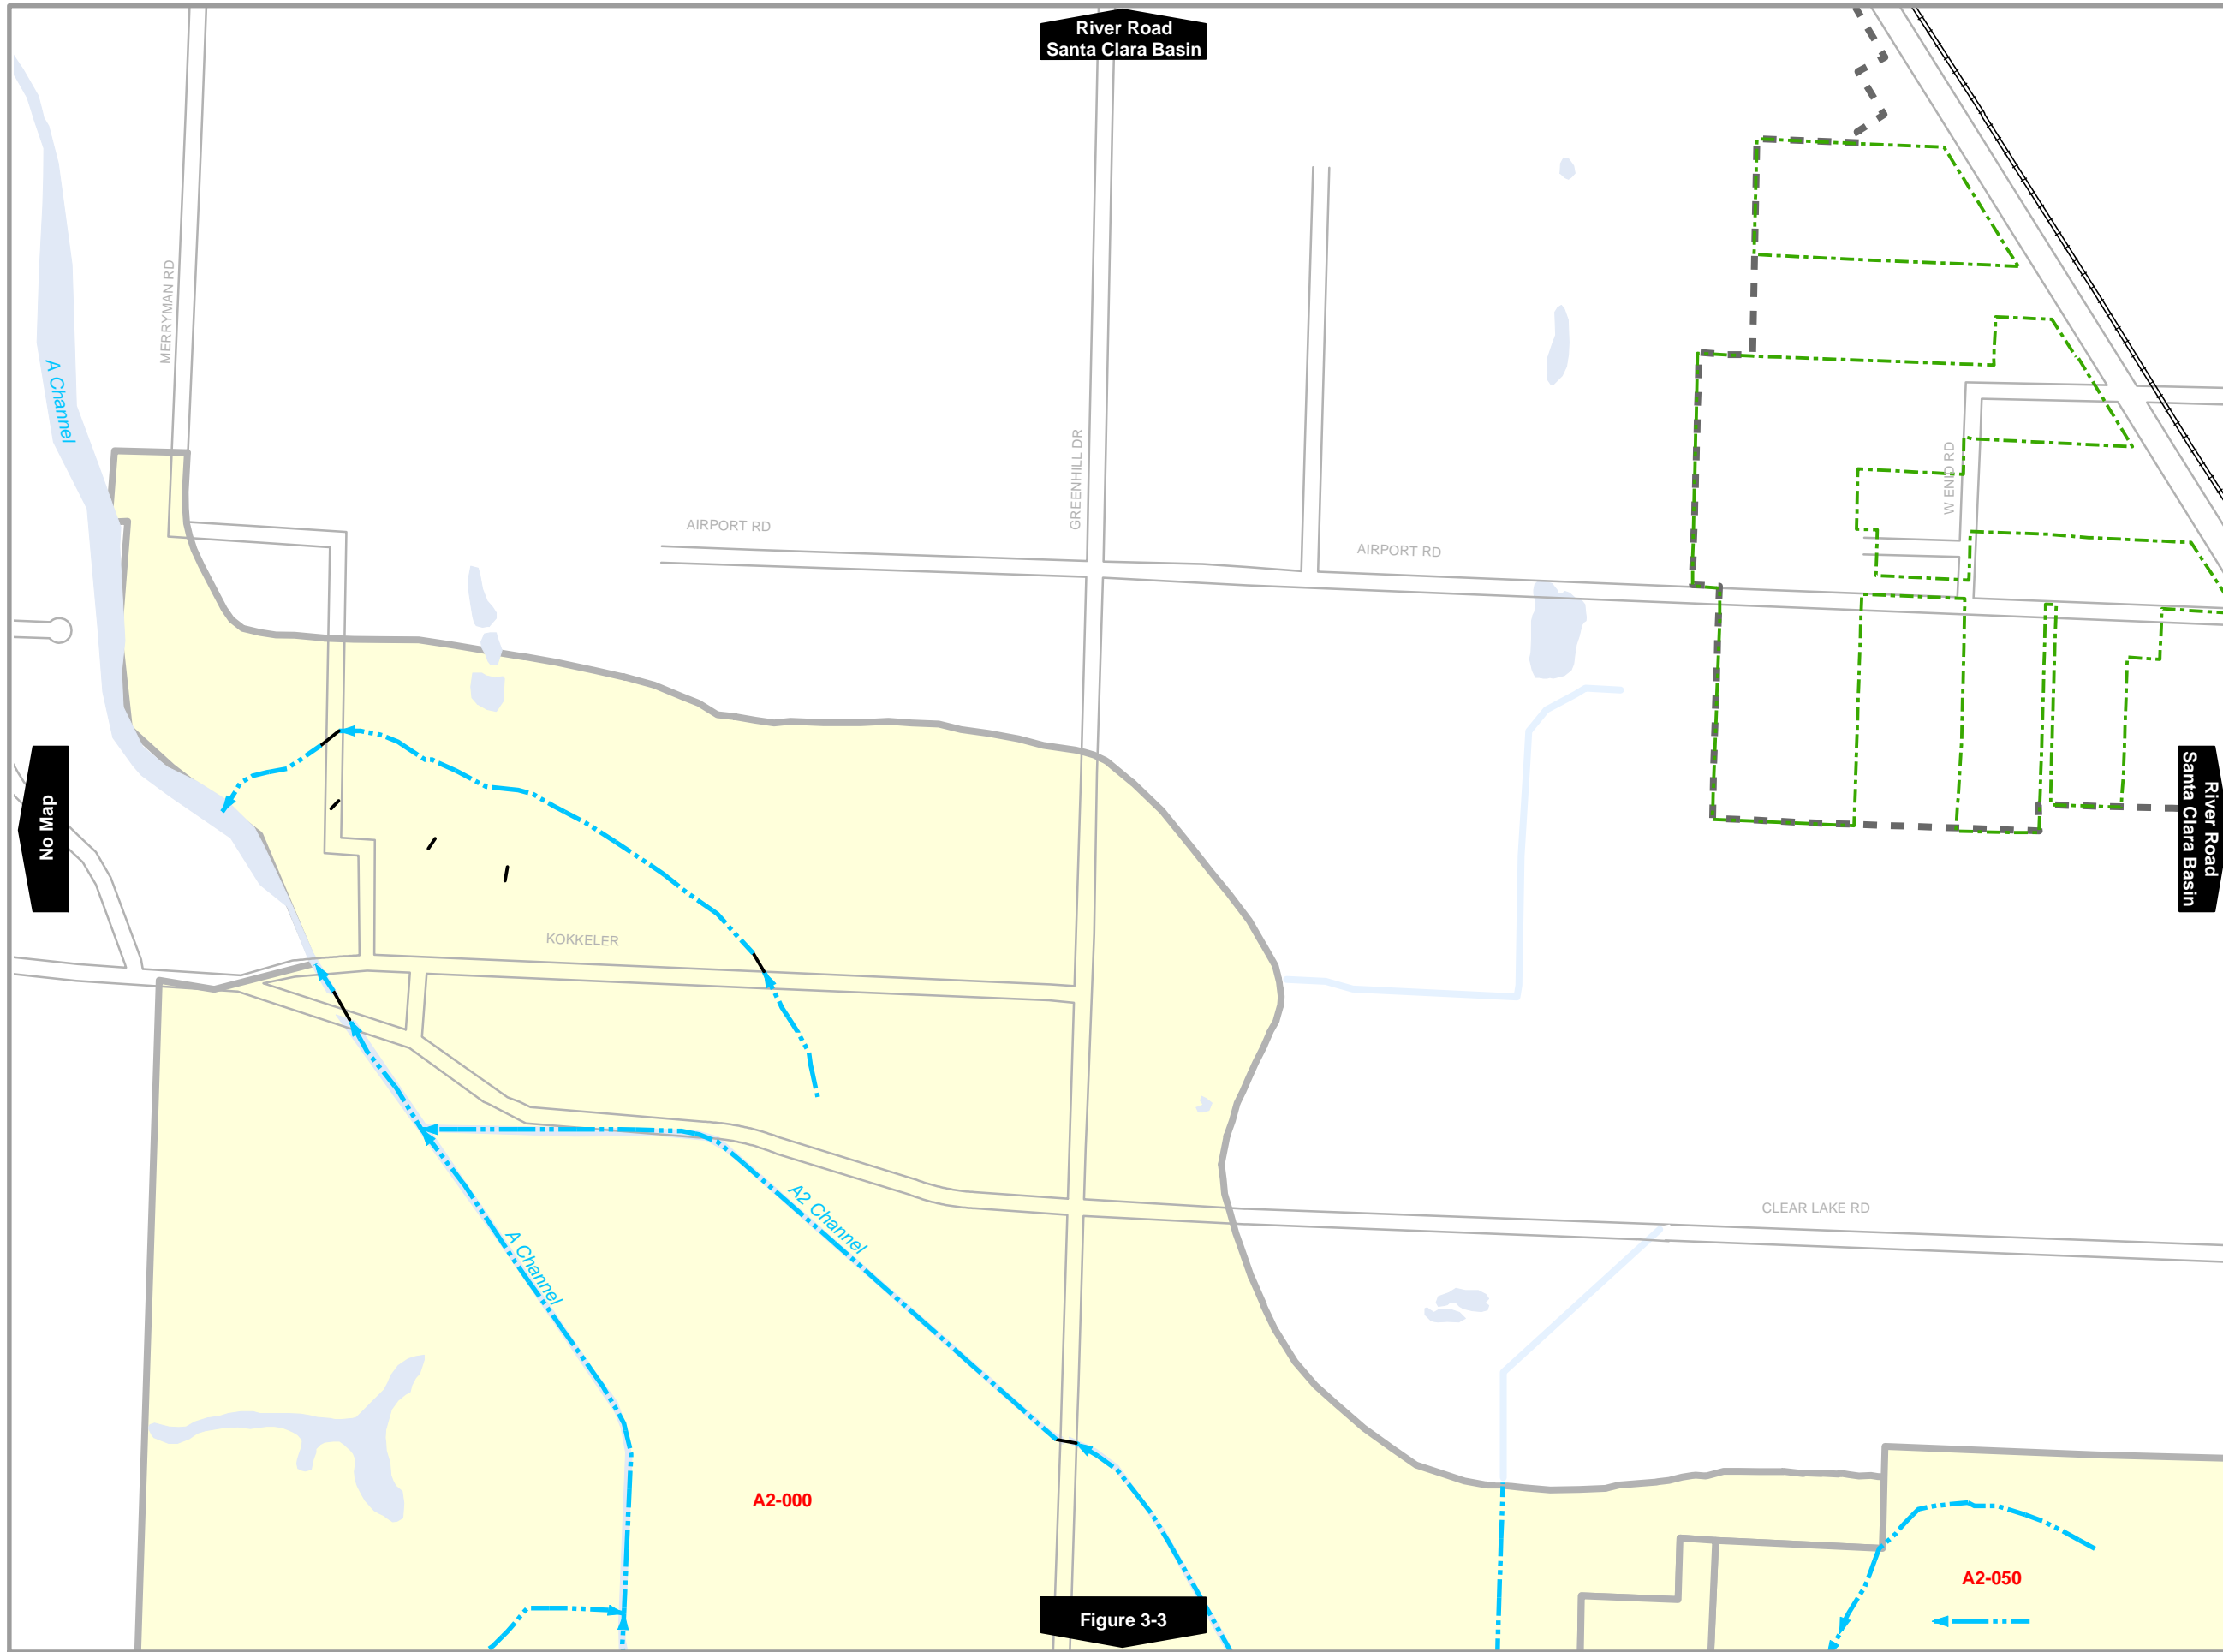 River Road
Santa Clara Basin
MERRYMAN RD
A Channel
GREENHILL DR
W END RD
AIRPORT RD
AIRPORT RD
No Map
River Road
Santa Clara Basin
KOKKELER
A2 Channel
CLEAR LAKE RD
A Channel
A2-000
A2-050
Figure 3-3